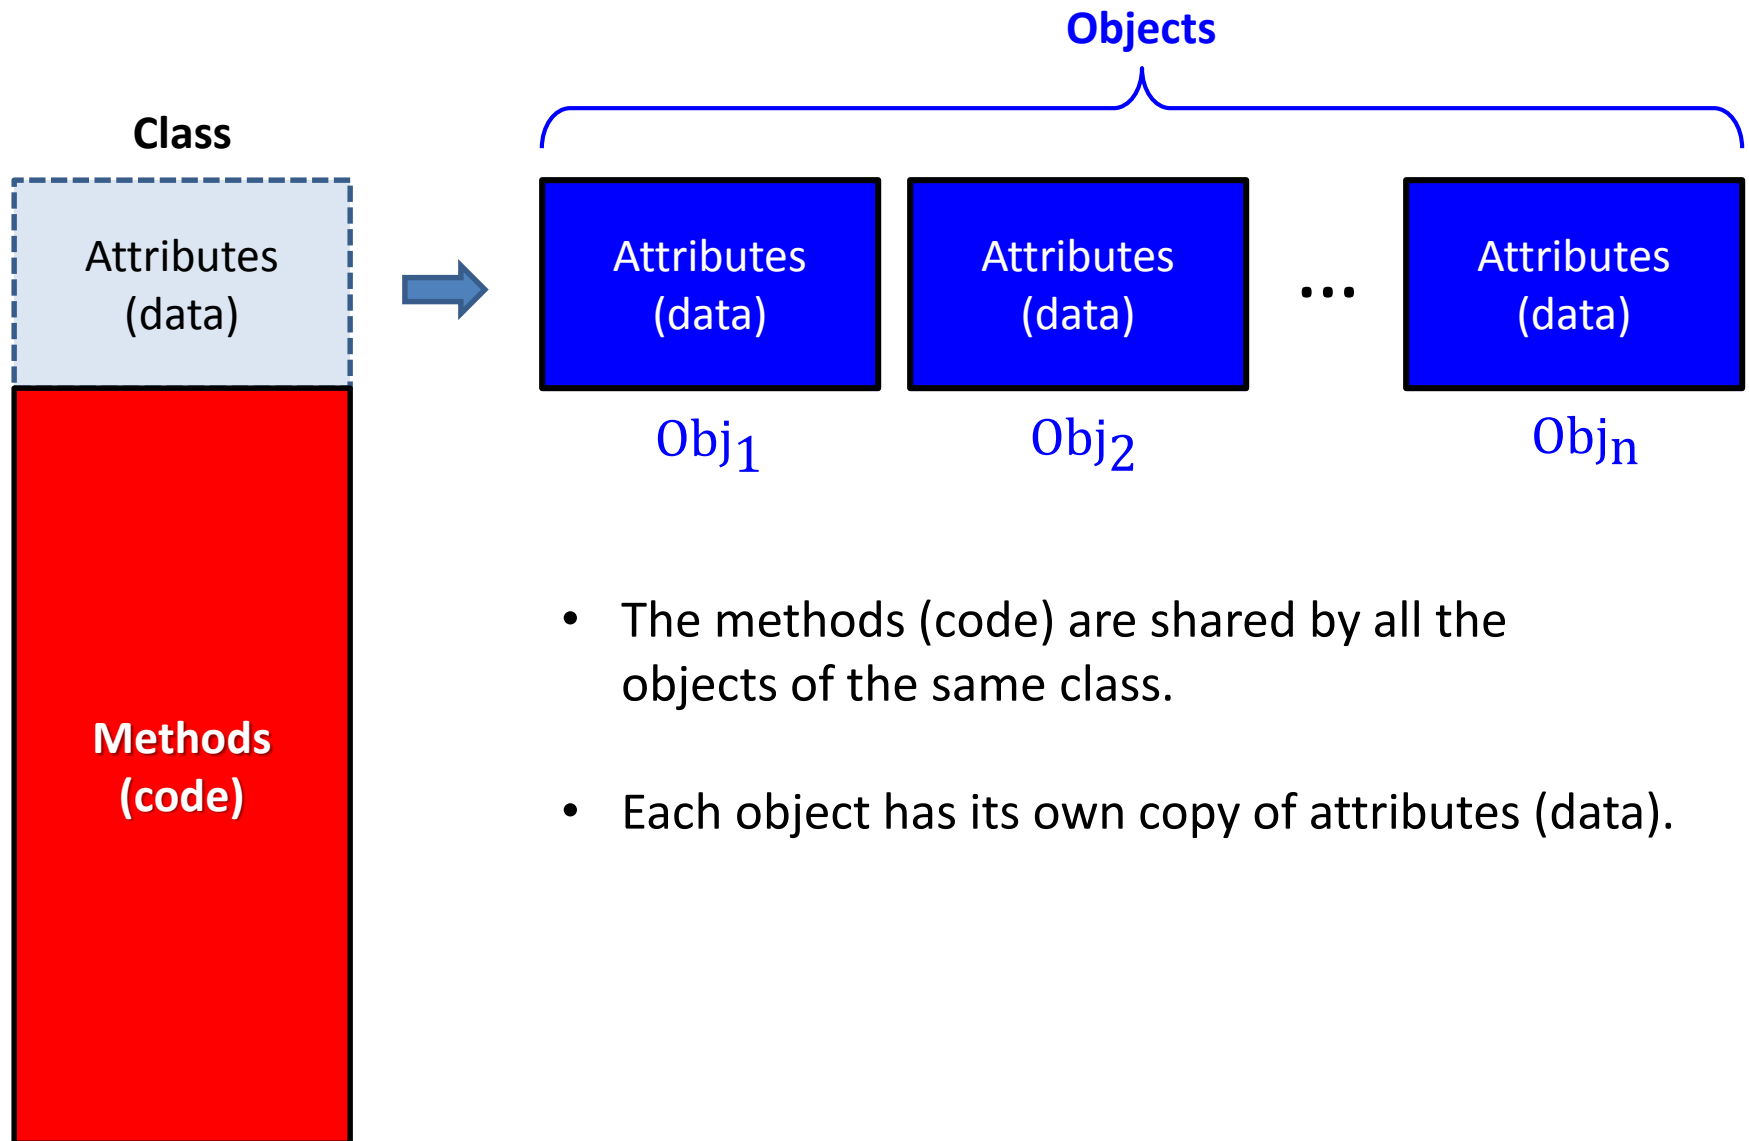 Objects
Class
Attributes
(data)
Attributes
(data)
Attributes
(data)
...
Attributes
(data)
Obj₁
Obj₂
Objₙ
Methods
(code)
• The methods (code) are shared by all the
objects of the same class.
• Each object has its own copy of attributes (data).